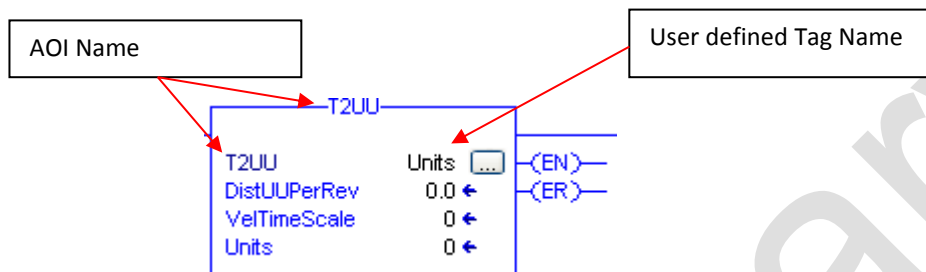 AOI Name
User defined Tag Name
T2UU
T2UU Units ...
(EN)
DistUUPerRev 0.0
(ER)
VelTimeScale 0
Units 0